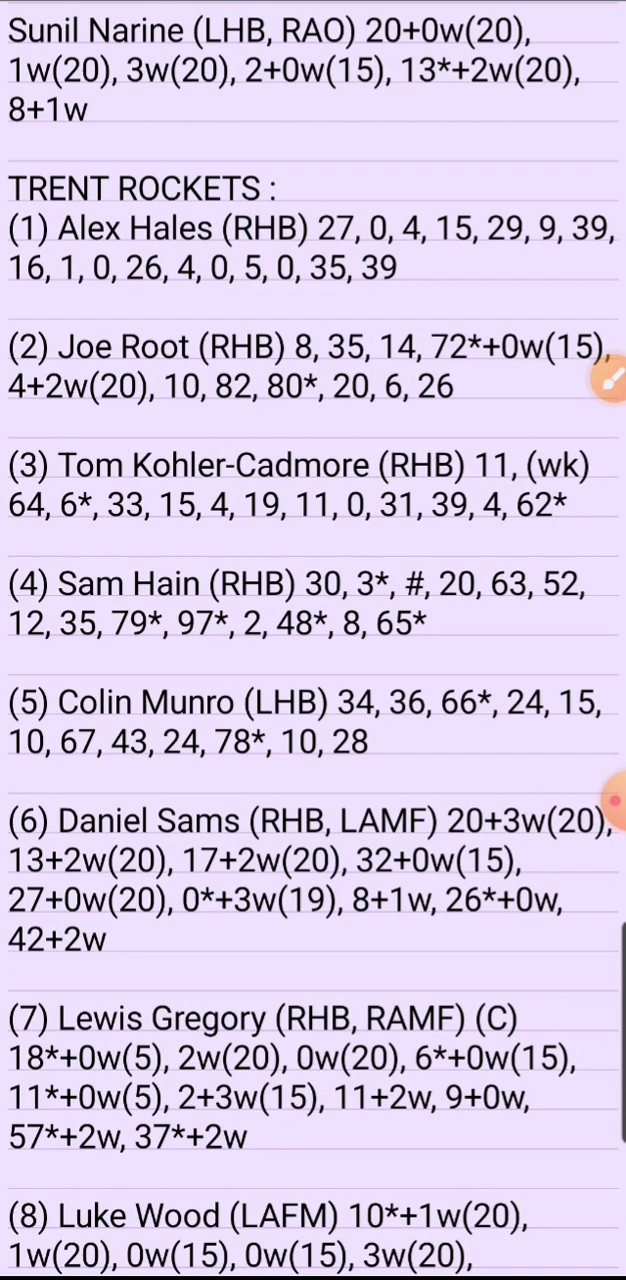 Sunil Narine (LHB, RAO) 20+0w(20),
1w(20), 3w(20), 2+0w(15), 13*+2w(20),
8+1w
TRENT ROCKETS :
(1) Alex Hales (RHB) 27, 0, 4, 15, 29, 9, 39,
16, 1, 0, 26, 4, 0, 5, 0, 35, 39
(2) Joe Root (RHB) 8, 35, 14, 72*+0w(15),
4+2w(20), 10, 82, 80*, 20, 6, 26
(3) Tom Kohler-Cadmore (RHB) 11, (wk)
64, 6*, 33, 15, 4, 19, 11, 0, 31, 39, 4, 62*
(4) Sam Hain (RHB) 30, 3*, #, 20, 63, 52,
12, 35, 79*, 97*, 2, 48*, 8, 65*
(5) Colin Munro (LHB) 34, 36, 66*, 24, 15,
10, 67, 43, 24, 78*, 10, 28
(6) Daniel Sams (RHB, LAMF) 20+3w(20),
13+2w(20), 17+2w(20), 32+0w(15),
27+0w(20), 0*+3w(19), 8+1w, 26*+0w,
42+2w
(7) Lewis Gregory (RHB, RAMF) (C)
18*+0w(5), 2w(20), 0w(20), 6*+0w(15),
11*+0w(5), 2+3w(15), 11+2w, 9+0w,
57*+2w, 37*+2w
(8) Luke Wood (LAFM) 10*+1w(20),
1w(20), 0w(15), 0w(15), 3w(20),